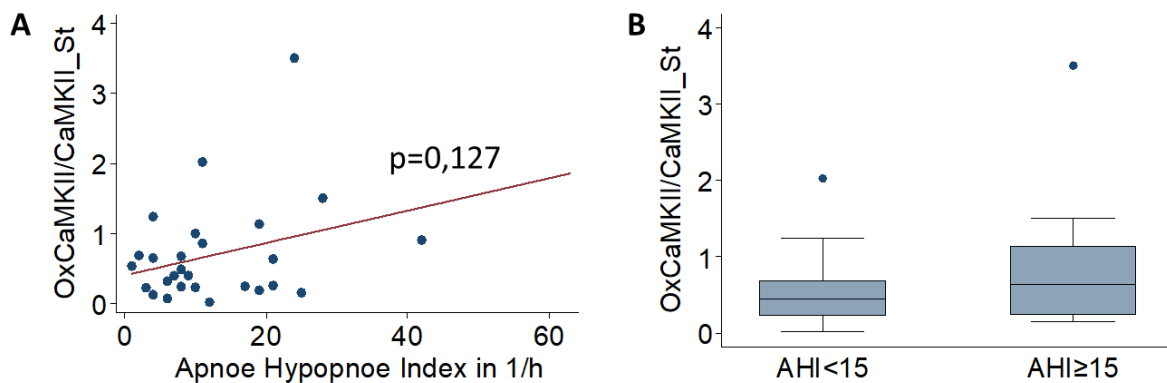 A
OxCaMKII/CaMKII_St
4
3
2
1
0
p=0,127
0
20
40
60
Apnoe Hypopnoe Index in 1/h
B
OxCaMKII/CaMKII_St
4
3
2
1
0
AHI<15
AHI≥15